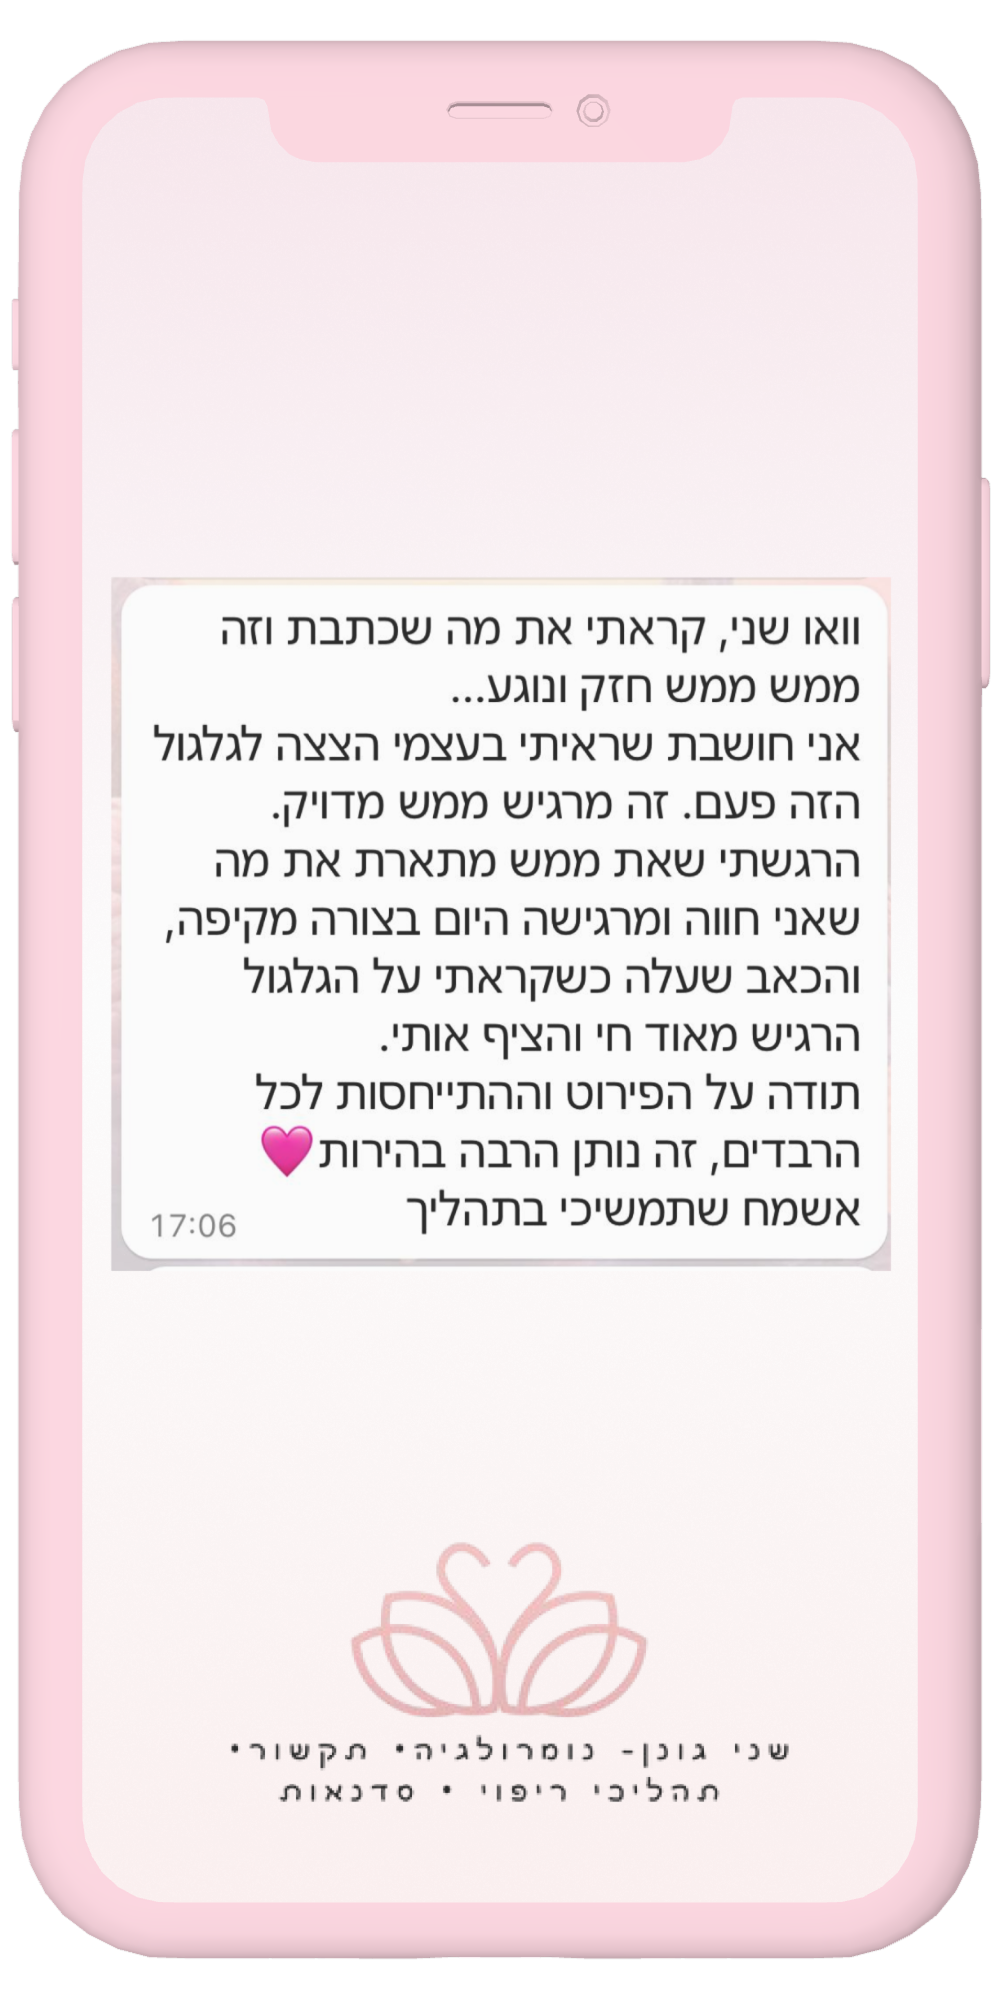 וואו שני, קראתי את מה שכתבת וזה
ממש ממש חזק ונוגע...
אני חושבת שראיתי בעצמי הצצה לגלגול
הזה פעם. זה מרגיש ממש מדויק.
הרגשתי שאת ממש מתארת את מה
שאני חווה ומרגישה היום בצורה מקיפה,
והכאב שעלה כשקראתי על הגלגול
הרגיש מאוד חי והציף אותי.
תודה על הפירוט וההתייחסות לכל
הרבדים, זה נותן הרבה בהירות🩷
אשמח שתמשיכי בתהליך
17:06
שני גונן- נומרולגיה• תקשור•
תהליכי ריפוי • סדנאות